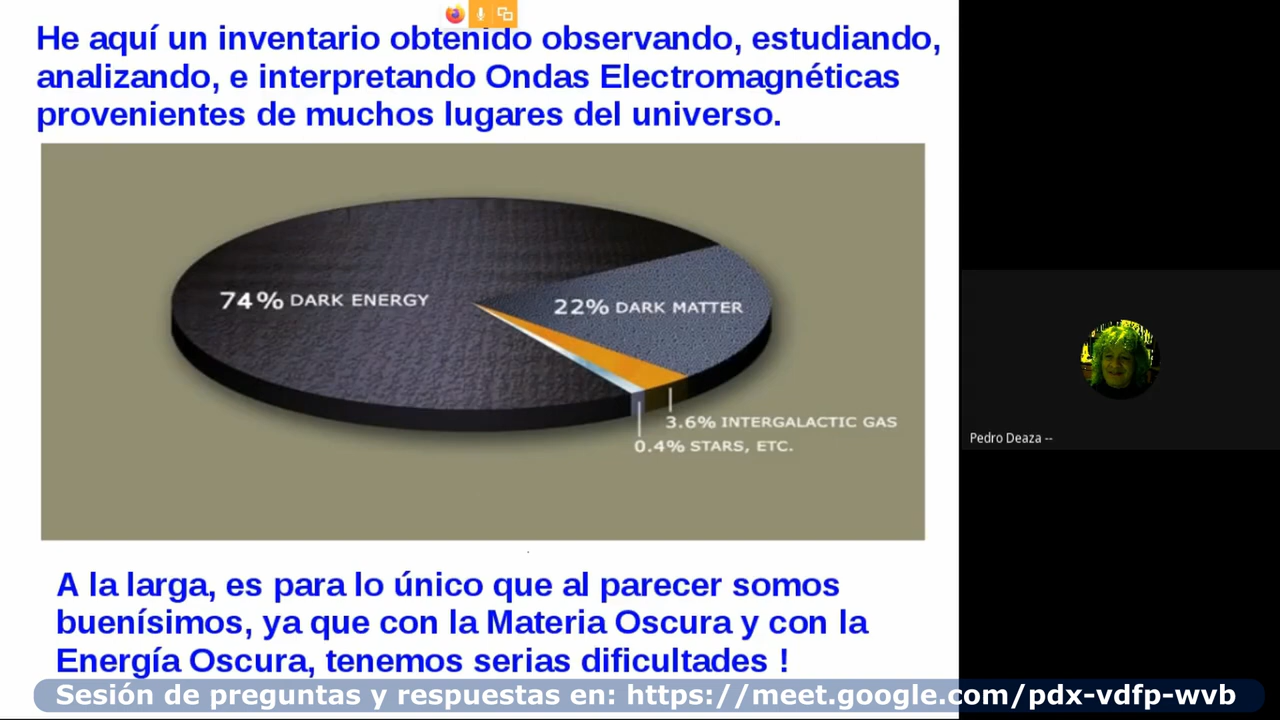 He aquí un inventario obtenido observando, estudiando,
analizando, e interpretando Ondas Electromagnéticas
provenientes de muchos lugares del universo.
74% DARK ENERGY
22% DARK MATTER
3.6% INTERGALACTIC GAS
0.4% STARS, ETC.
Pedro Deaza --
A la larga, es para lo único que al parecer somos
buenísimos, ya que con la Materia Oscura y con la
Energía Oscura, tenemos serias dificultades !
Sesión de preguntas y respuestas en: https://meet.google.com/pdx-vdfp-wvb